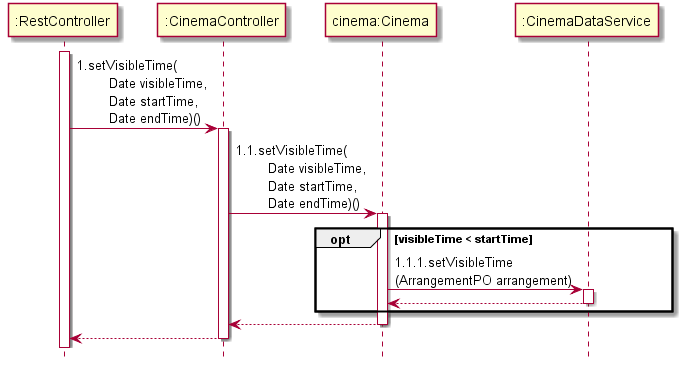 :RestController
:CinemaController
cinema:Cinema
:CinemaDataService
1.setVisibleTime(
Date visibleTime,
Date startTime,
Date endTime)()
1.1.setVisibleTime(
Date visibleTime,
Date startTime,
Date endTime)()
opt
[visibleTime < startTime]
1.1.1.setVisibleTime
(ArrangementPO arrangement)